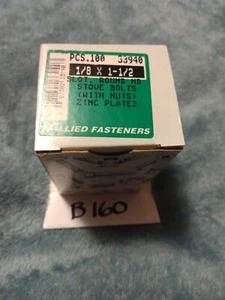 PCS.100 33940
1/8 X 1-1/2
SLOT. ROUND HD
STOVE BOLTS
(WITH NUTS)
ZINC PLATED
ALLIED FASTENERS
B160